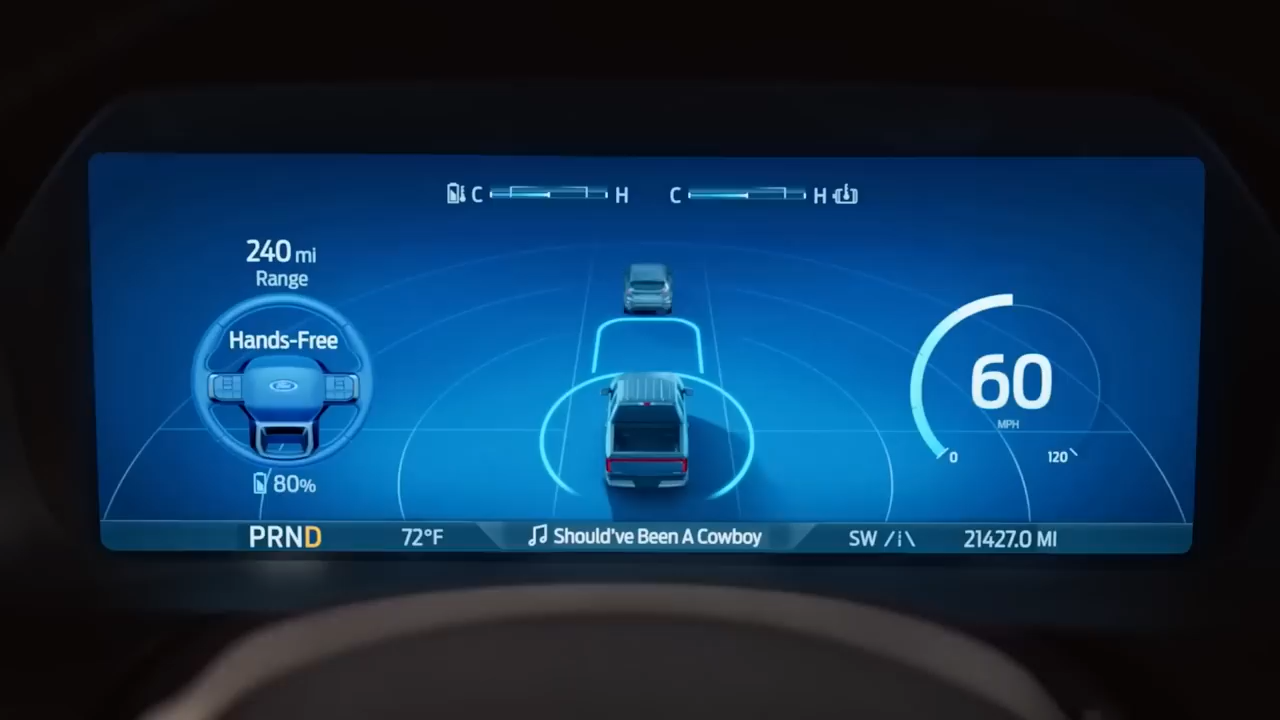 C H C H
240 mi
Range
Hands-Free
Ford
60
MPH
0 120
80%
PRND 72°F Should've Been A Cowboy SW 21427.0 MI